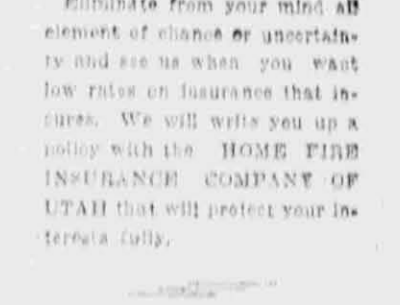 Eliminate from your mind all
element of chance or uncertain-
ty and see us when you want
low rates on insurance that in-
sures. We will write you up a
policy with the HOME FIRE
INSURANCE COMPANY OF
UTAH that will protect your in-
terests fully.